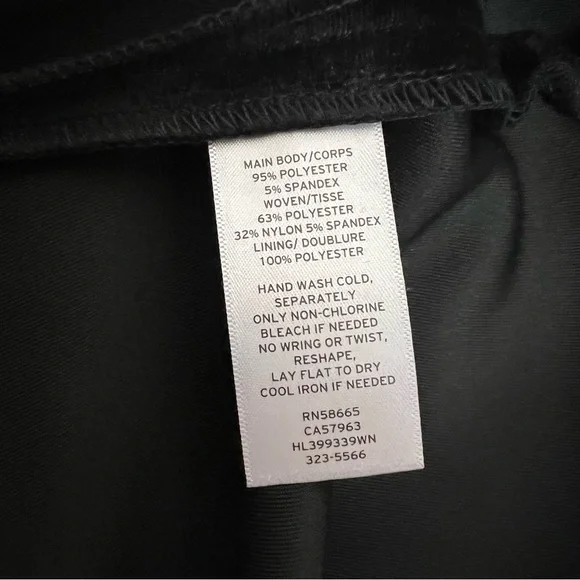 MAIN BODY/CORPS
95% POLYESTER
5% SPANDEX
WOVEN/TISSE
63% POLYESTER
32% NYLON 5% SPANDEX
LINING/ DOUBLURE
100% POLYESTER
HAND WASH COLD,
SEPARATELY
ONLY NON-CHLORINE
BLEACH IF NEEDED
NO WRING OR TWIST,
RESHAPE,
LAY FLAT TO DRY
COOL IRON IF NEEDED
RN58665
CA57963
HL399339WN
323-5566